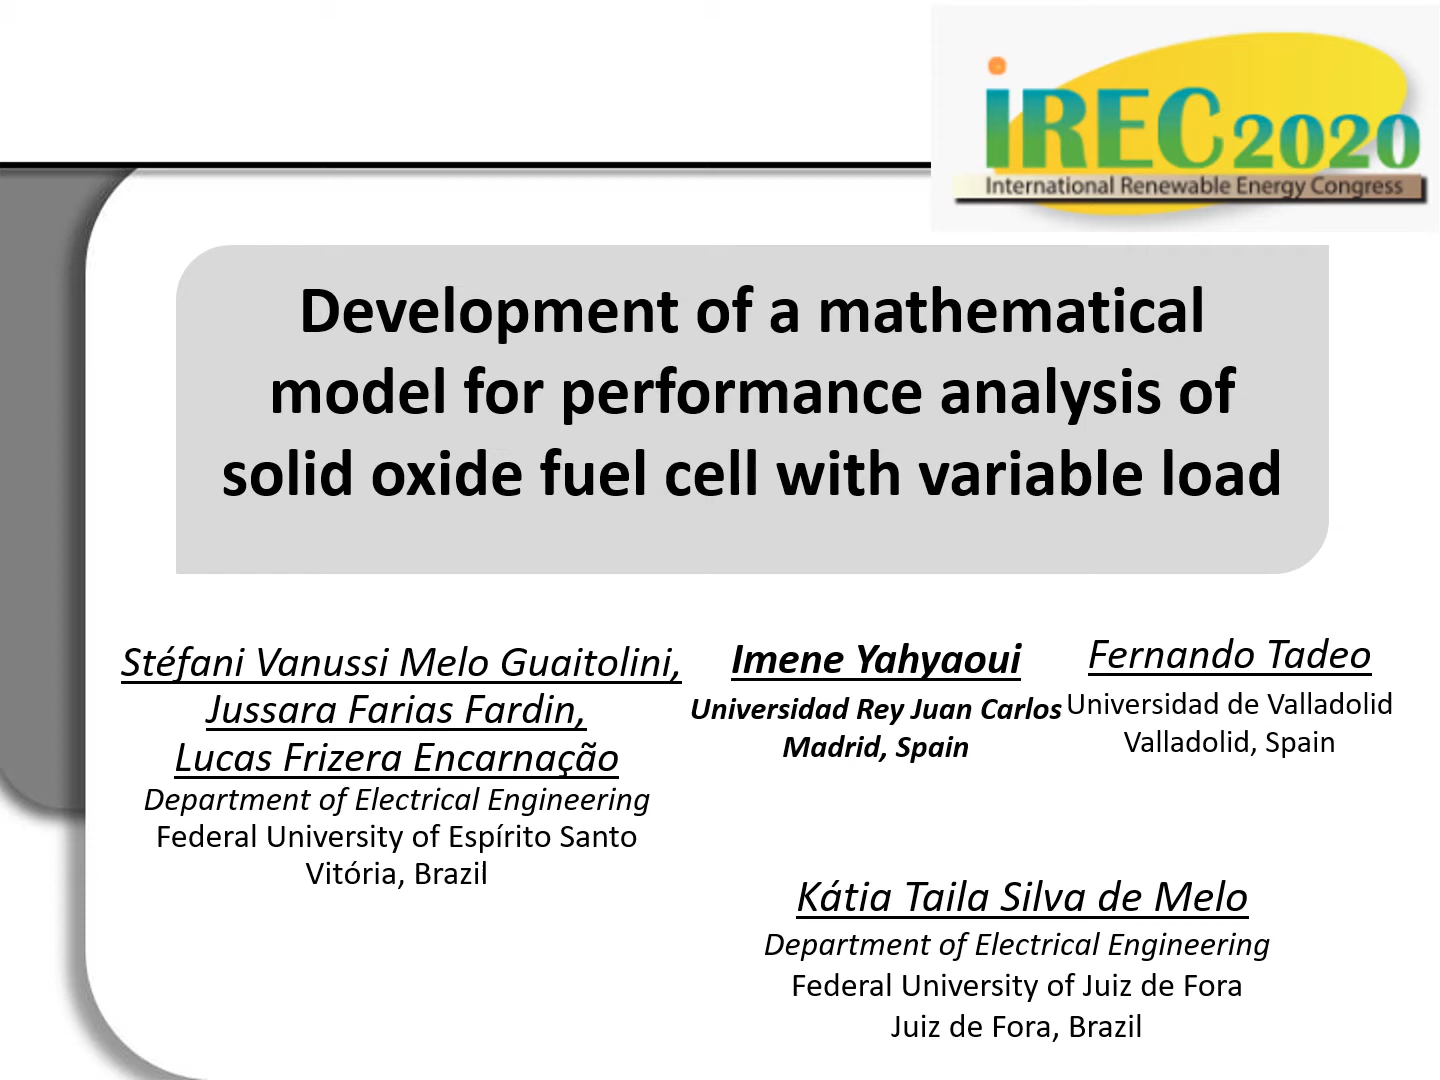 iREC2020
International Renewable Energy Congress
Development of a mathematical
model for performance analysis of
solid oxide fuel cell with variable load
Stéfani Vanussi Melo Guaitolini,
Jussara Farias Fardin,
Lucas Frizera Encarnação
Department of Electrical Engineering
Federal University of Espírito Santo
Vitória, Brazil
Imene Yahyaoui
Universidad Rey Juan Carlos
Madrid, Spain
Fernando Tadeo
Universidad de Valladolid
Valladolid, Spain
Kátia Taila Silva de Melo
Department of Electrical Engineering
Federal University of Juiz de Fora
Juiz de Fora, Brazil